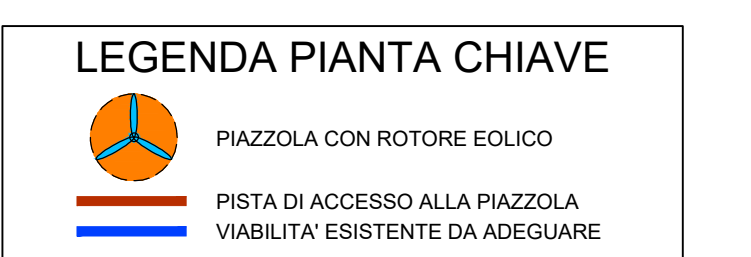 LEGENDA PIANTA CHIAVE
PIAZZOLA CON ROTORE EOLICO
PISTA DI ACCESSO ALLA PIAZZOLA
VIABILITA' ESISTENTE DA ADEGUARE